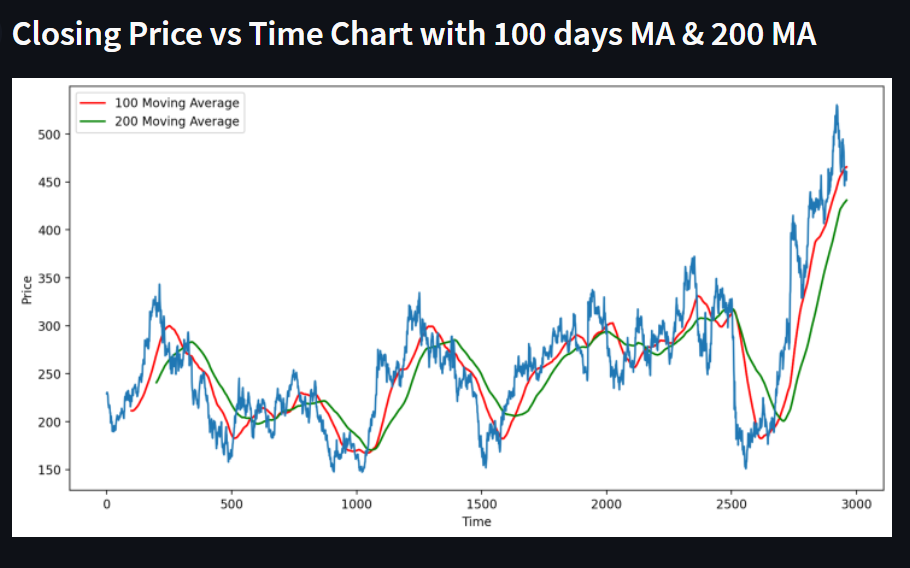 Closing Price vs Time Chart with 100 days MA & 200 MA
100 Moving Average
200 Moving Average
500
450
400
350
300
250
200
150
Price
0 500 1000 1500 2000 2500 3000
Time